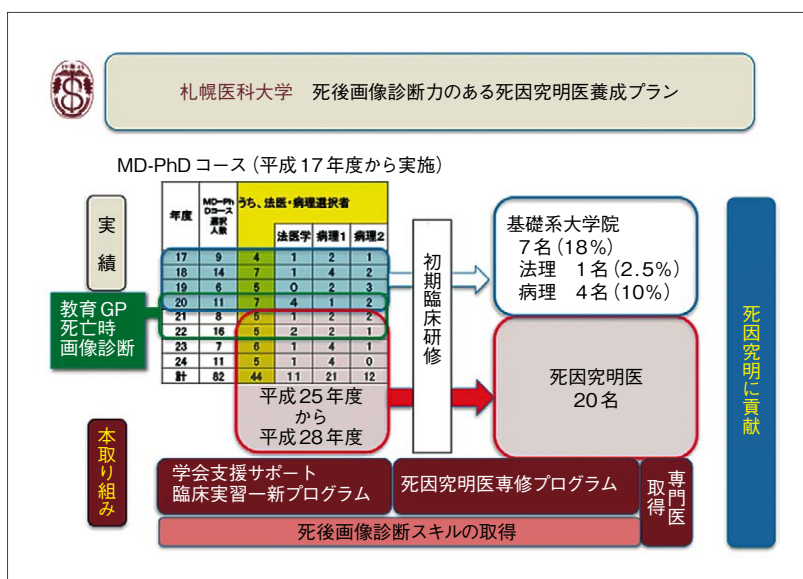 札幌医科大学 死後画像診断力のある死因究明医養成プラン
MD-PhDコース(平成17年度から実施)
実績
年度 MD-PhDコース選択人数 うち、法医・病理選択者
法医学 病理1 病理2
17 9 4 1 2 1
18 14 7 1 4 2
19 6 5 0 2 3
20 11 7 4 1 2
21 8 5 1 2 2
22 16 5 2 2 1
23 7 6 1 4 1
24 11 5 1 4 0
計 82 44 11 21 12
教育GP
死亡時
画像診断
平成25年度
から
平成28年度
初期臨床研修
基礎系大学院
7名(18%)
法理 1名(2.5%)
病理 4名(10%)
死因究明医
20名
死因究明に貢献
本取り組み
学会支援サポート
臨床実習一新プログラム
死因究明医専修プログラム
専門医
取得
死後画像診断スキルの取得